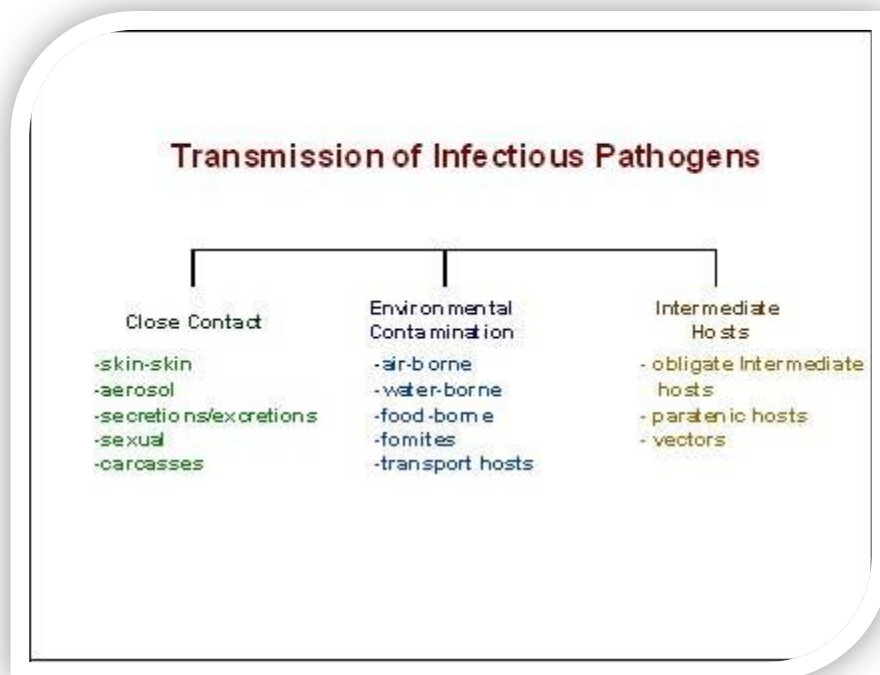 Transmission of Infectious Pathogens
Close Contact
-skin-skin
-aerosol
-secretions/excretions
-sexual
-carcasses
Environmental
Contamination
-air-borne
-water-borne
-food-borne
-fomites
-transport hosts
Intermediate
Hosts
- obligate Intermediate
hosts
- paratenic hosts
- vectors